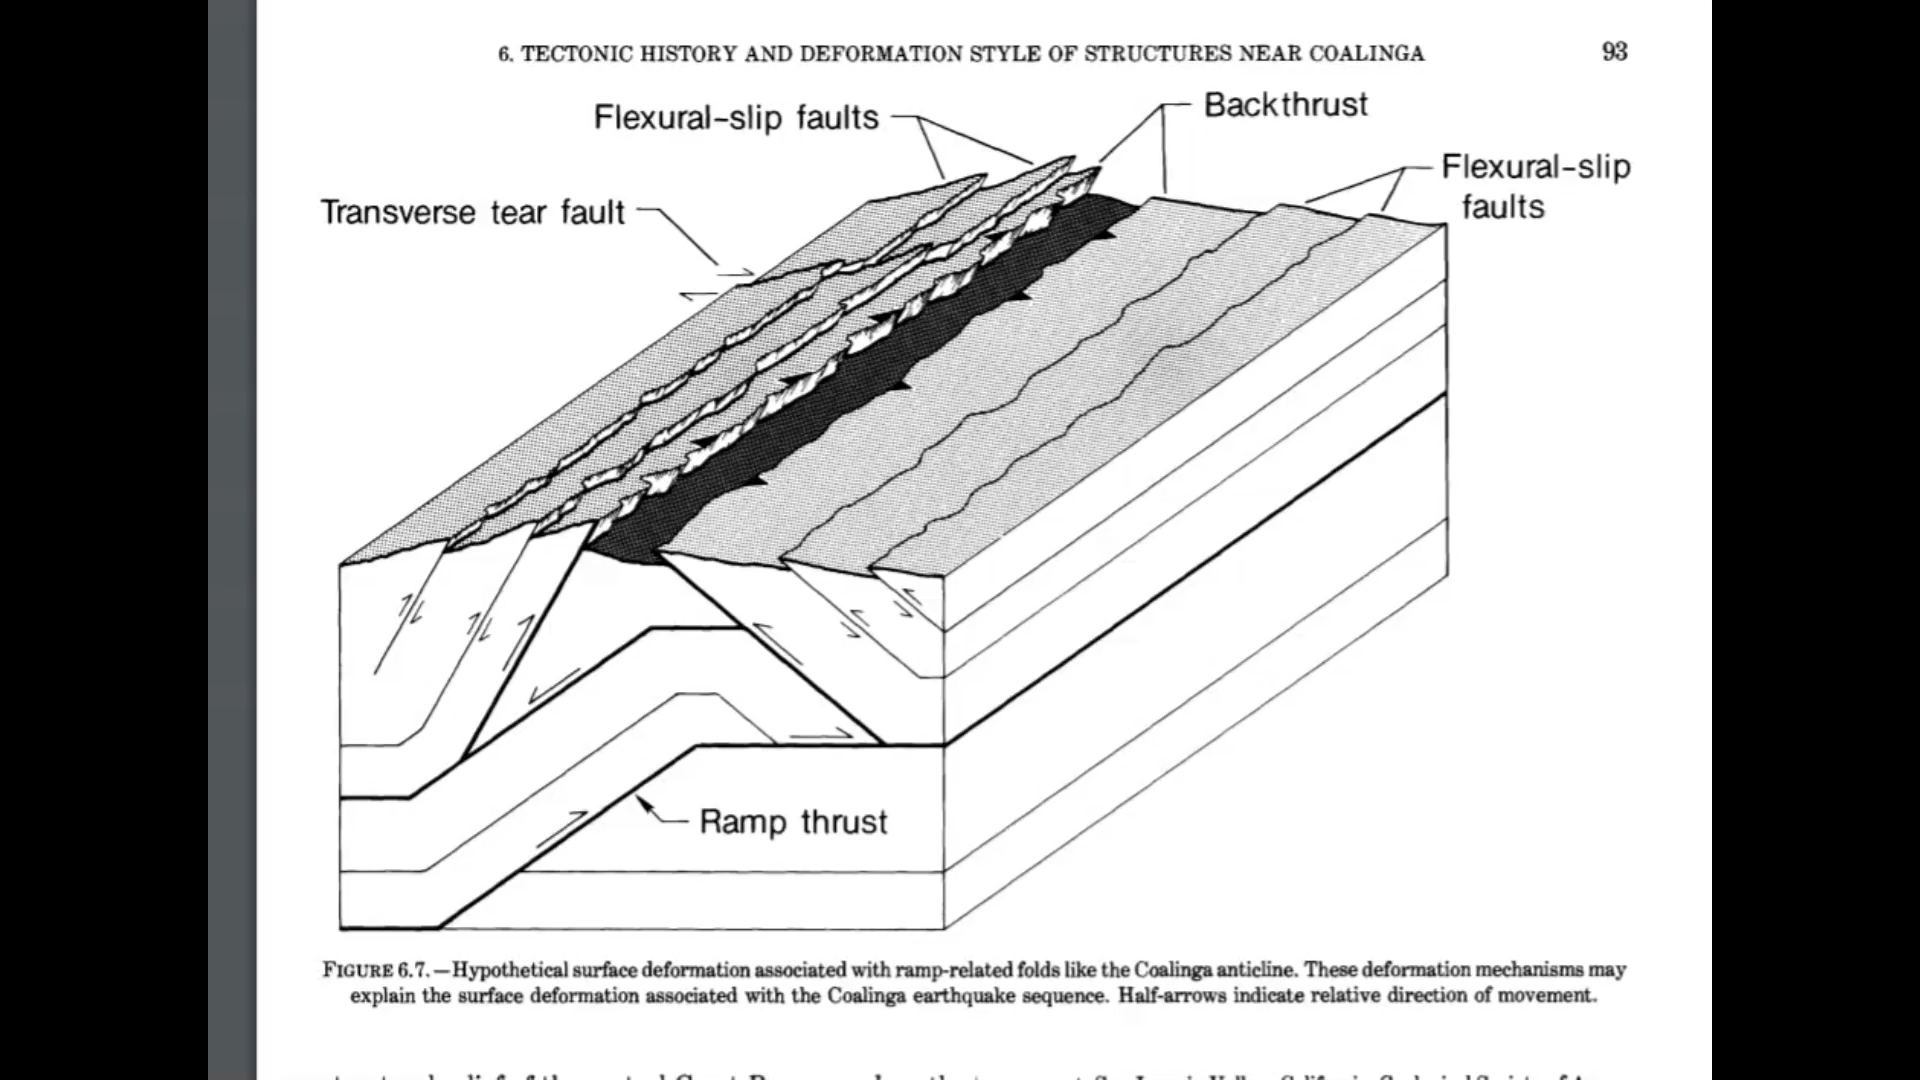 6. TECTONIC HISTORY AND DEFORMATION STYLE OF STRUCTURES NEAR COALINGA 93
Flexural-slip faults
Backthrust
Flexural-slip
faults
Transverse tear fault
Ramp thrust
FIGURE 6.7.—Hypothetical surface deformation associated with ramp-related folds like the Coalinga anticline. These deformation mechanisms may
explain the surface deformation associated with the Coalinga earthquake sequence. Half-arrows indicate relative direction of movement.